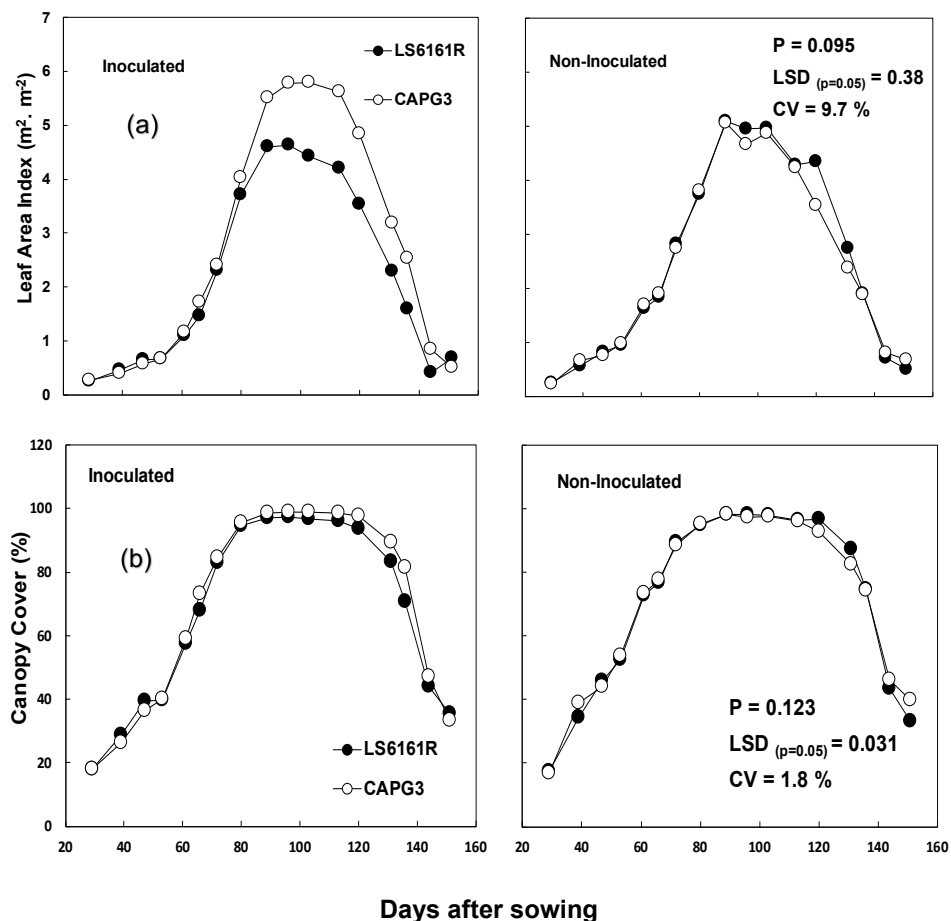 7
6
5
4
3
2
1
0
Leaf Area Index (m². m⁻²)
Inoculated
(a)
LS6161R
CAPG3
Non-Inoculated
P = 0.095
LSD (p=0.05) = 0.38
CV = 9.7 %
120
100
80
60
40
20
0
Canopy Cover (%)
Inoculated
(b)
LS6161R
CAPG3
20 40 60 80 100 120 140 160
Non-Inoculated
P = 0.123
LSD (p=0.05) = 0.031
CV = 1.8 %
20 40 60 80 100 120 140 160
Days after sowing